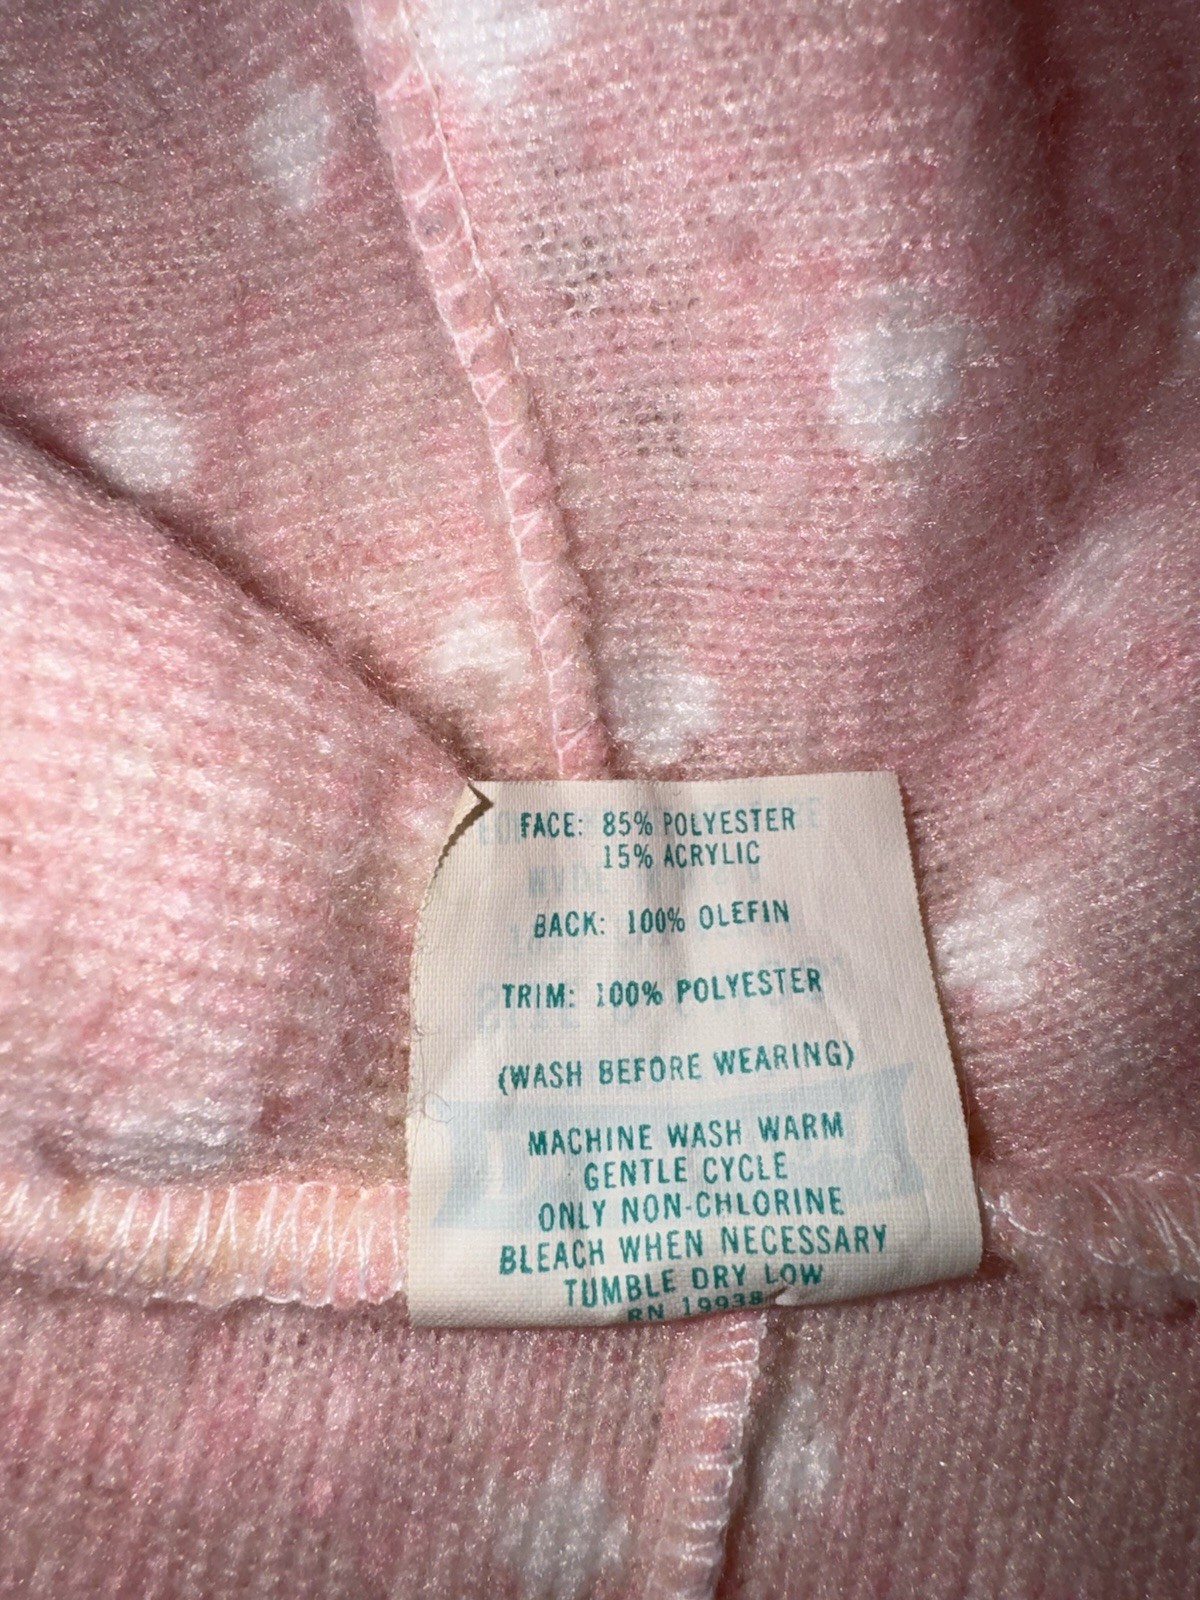 FACE: 85% POLYESTER
15% ACRYLIC
BACK: 100% OLEFIN
TRIM: 100% POLYESTER
(WASH BEFORE WEARING)
MACHINE WASH WARM
GENTLE CYCLE
ONLY NON-CHLORINE
BLEACH WHEN NECESSARY
TUMBLE DRY LOW
RN 19938